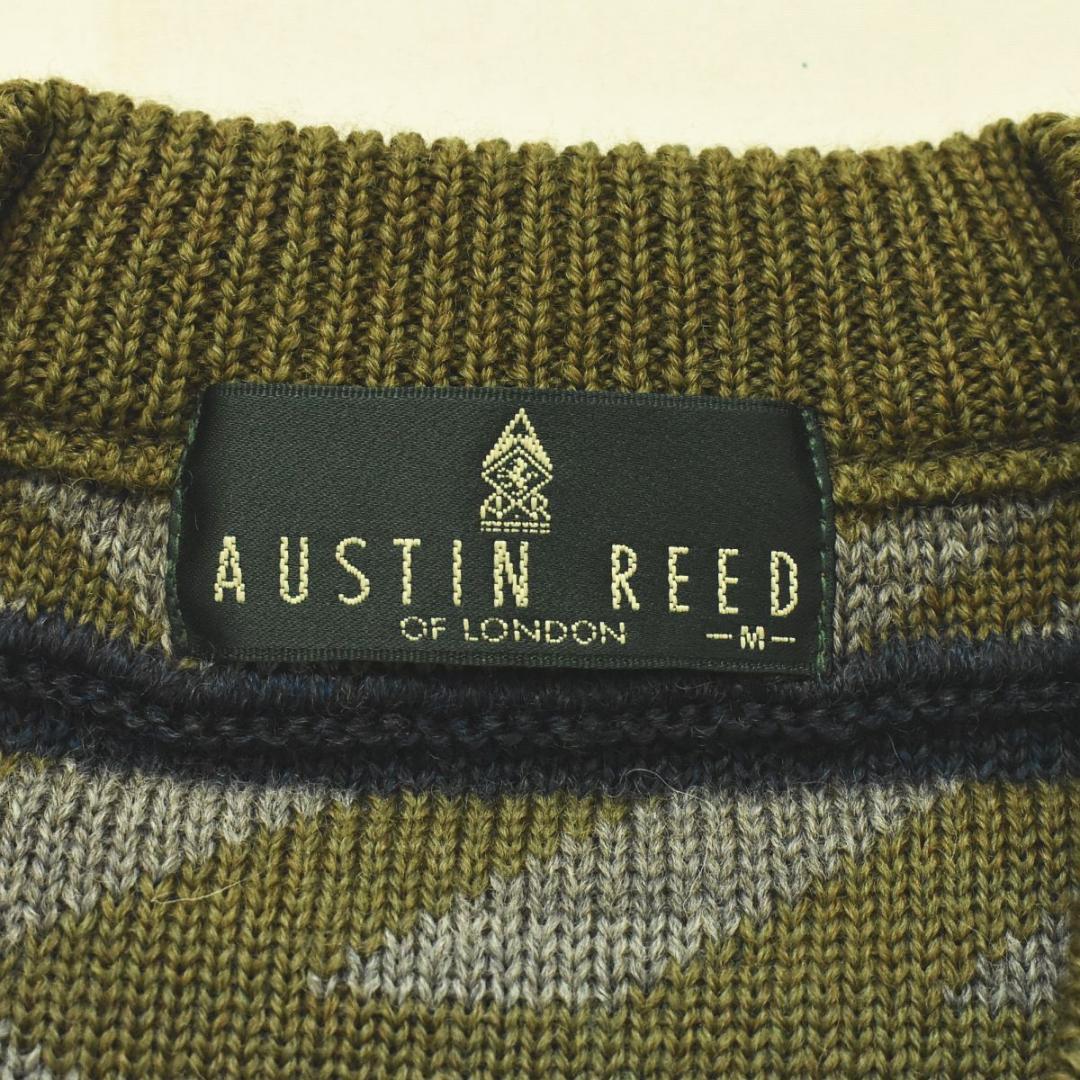 AUSTIN REED
OF LONDON
-M-